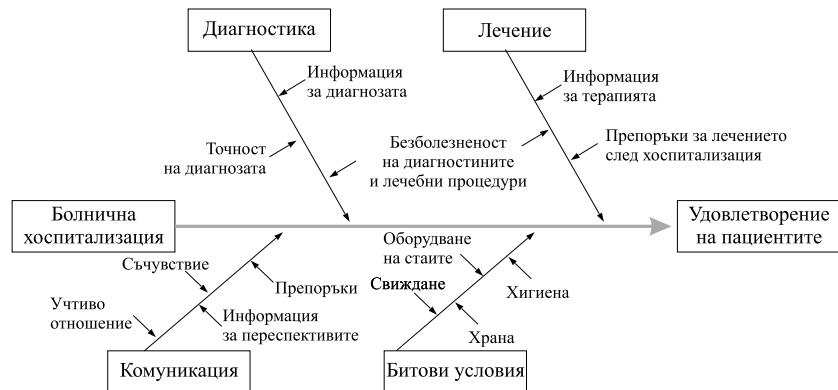 Диагностика
Лечение
Информация
за диагнозата
Информация
за терапията
Точност
на диагнозата
Безболезненост
на диагностините
и лечебни процедури
Препоръки за лечението
след хоспитализация
Болнична
хоспитализация
Удовлетворение
на пациентите
Съчувствие
Препоръки
Учтиво
отношение
Информация
за переспективите
Оборудване
на стаите
Свиждане
Хигиена
Храна
Комуникация
Битови условия